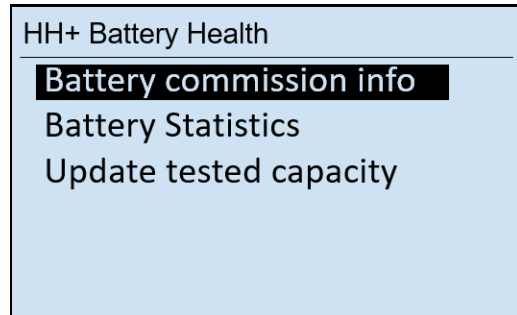 HH+ Battery Health
Battery commission info
Battery Statistics
Update tested capacity